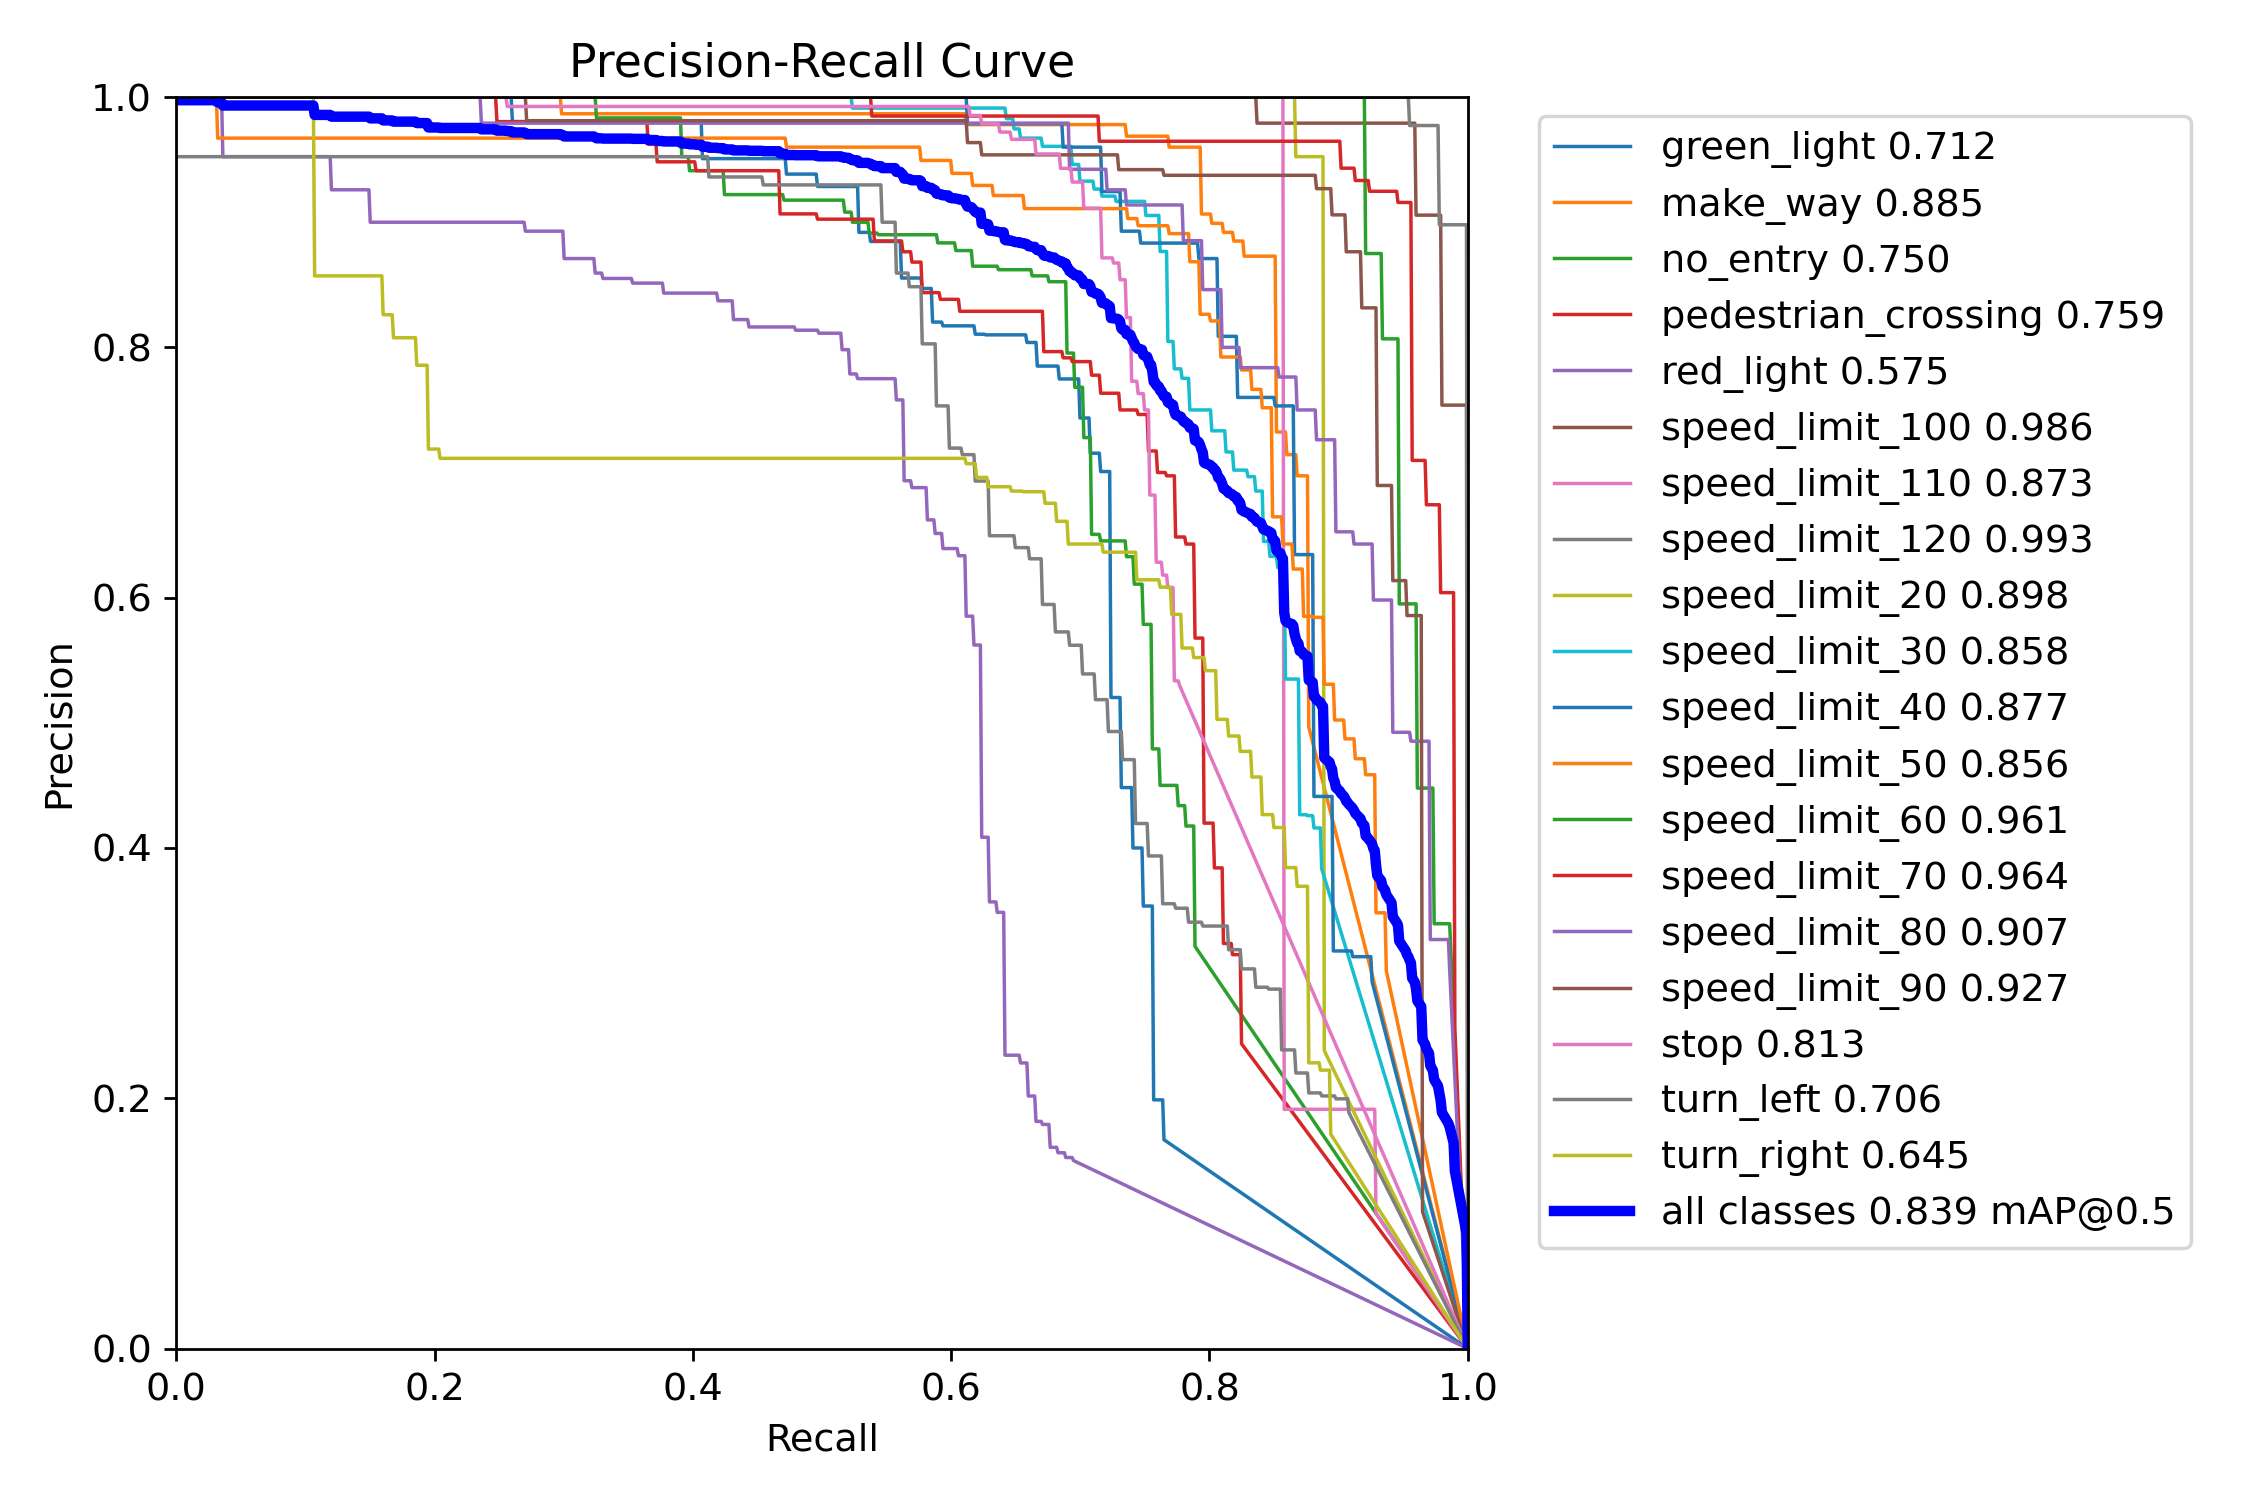 Precision-Recall Curve
1.0
0.8
0.6
0.4
0.2
0.0
Precision
0.0 0.2 0.4 0.6 0.8 1.0
Recall
green_light 0.712
make_way 0.885
no_entry 0.750
pedestrian_crossing 0.759
red_light 0.575
speed_limit_100 0.986
speed_limit_110 0.873
speed_limit_120 0.993
speed_limit_20 0.898
speed_limit_30 0.858
speed_limit_40 0.877
speed_limit_50 0.856
speed_limit_60 0.961
speed_limit_70 0.964
speed_limit_80 0.907
speed_limit_90 0.927
stop 0.813
turn_left 0.706
turn_right 0.645
all classes 0.839 mAP@0.5